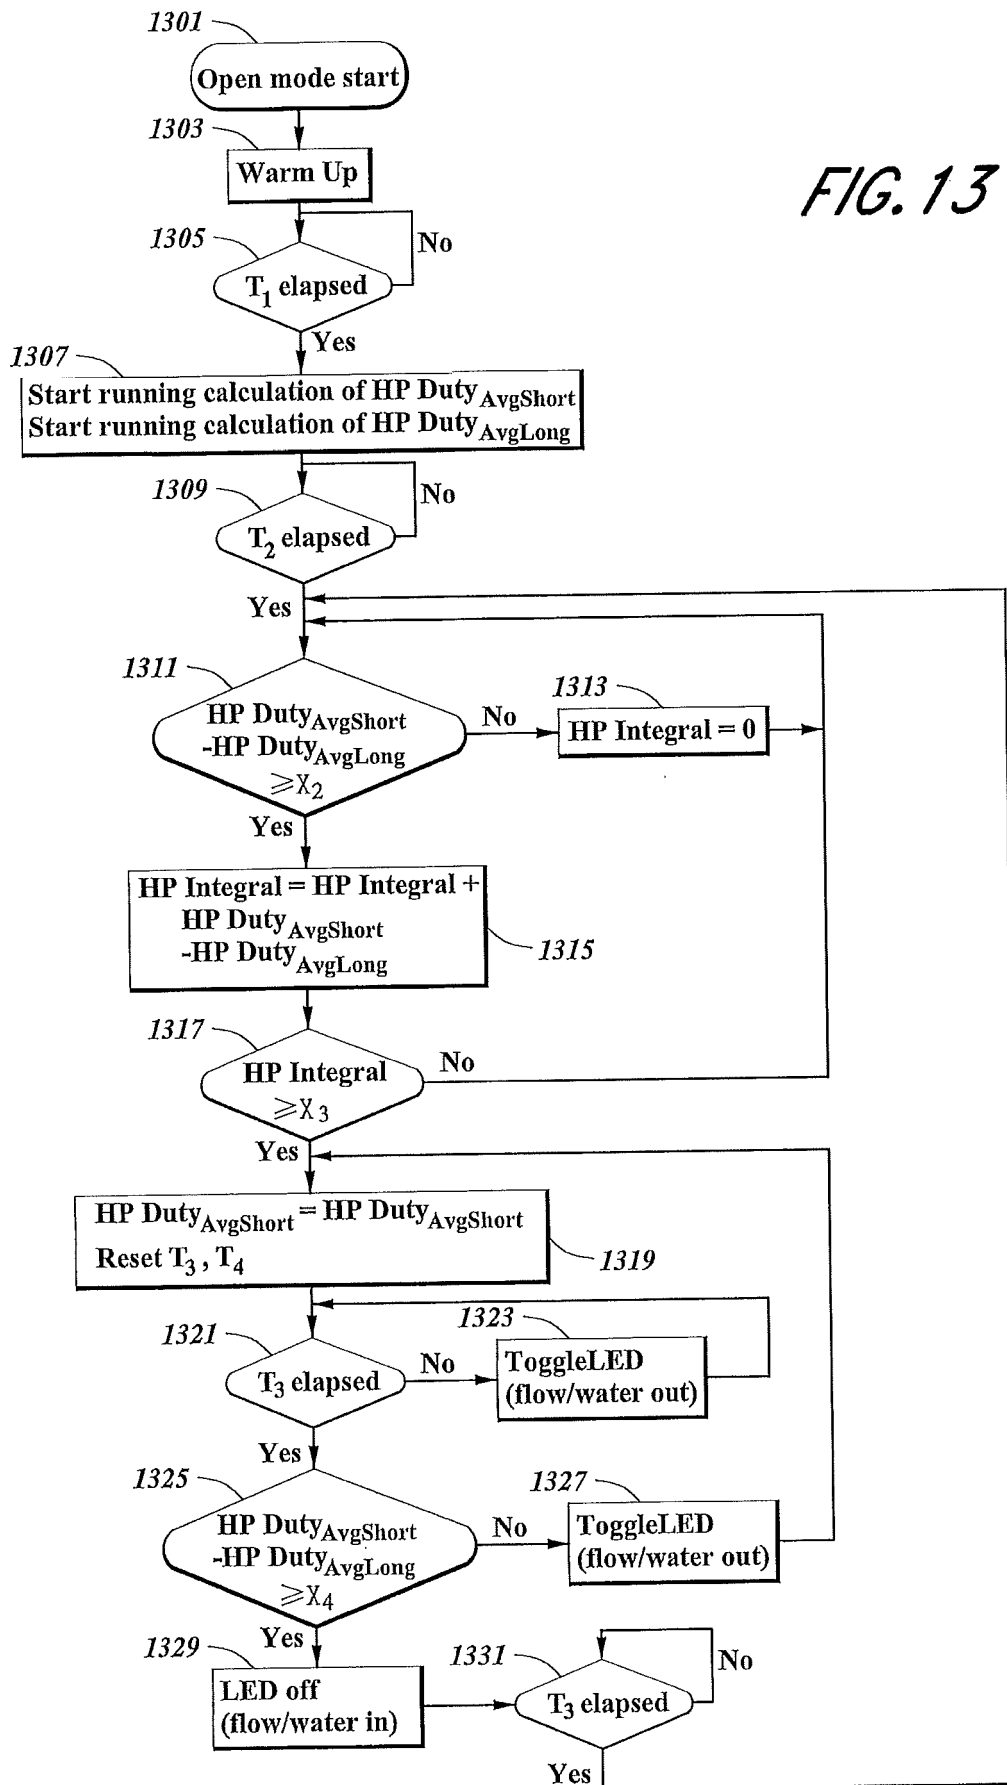 1301
Open mode start
1303
Warm Up
FIG. 13
1305
No
T1 elapsed
Yes
1307
Start running calculation of HP DutyAvgShort
Start running calculation of HP DutyAvgLong
1309
No
T2 elapsed
Yes
1311
HP DutyAvgShort
-HP DutyAvgLong
≥X2
No
1313
HP Integral = 0
Yes
HP Integral = HP Integral +
HP DutyAvgShort
-HP DutyAvgLong
1315
1317
HP Integral
≥X3
No
Yes
HP DutyAvgShort = HP DutyAvgShort
Reset T3 , T4
1319
1321
T3 elapsed
No
1323
ToggleLED
(flow/water out)
Yes
1325
HP DutyAvgShort
-HP DutyAvgLong
≥X4
No
1327
ToggleLED
(flow/water out)
Yes
1329
LED off
(flow/water in)
1331
No
T3 elapsed
Yes